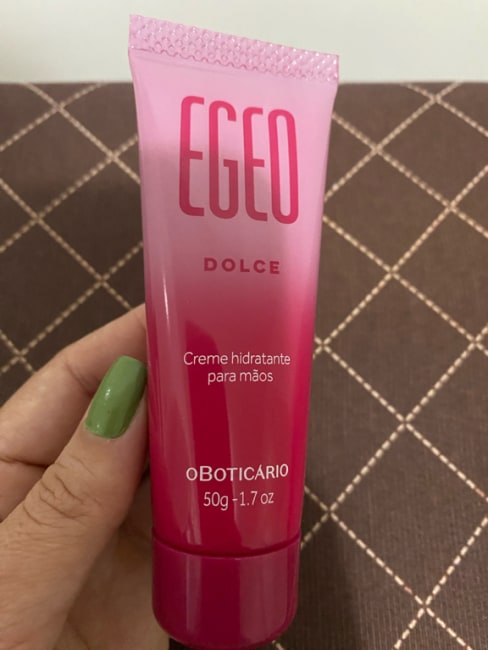 EGEO
DOLCE
Creme hidratante
para mãos
oBOTICÁRIO
50g - 1.7 oz